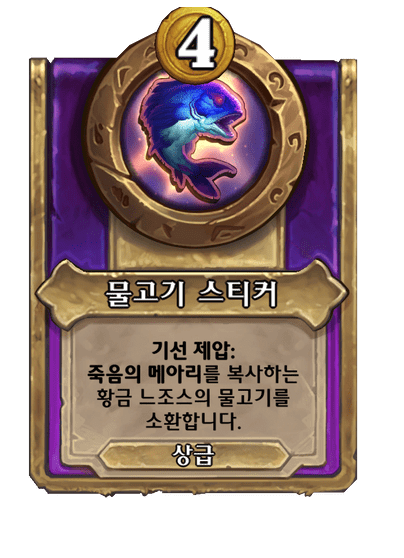 4
물고기 스티커
기선 제압:
죽음의 메아리를 복사하는
황금 느조스의 물고기를
소환합니다.
상급